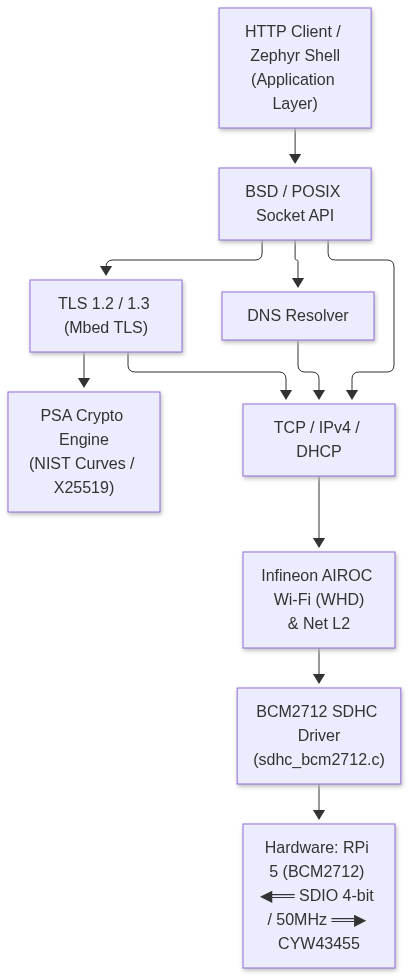 HTTP Client /
Zephyr Shell
(Application
Layer)
BSD / POSIX
Socket API
TLS 1.2 / 1.3
(Mbed TLS)
DNS Resolver
PSA Crypto
Engine
(NIST Curves /
X25519)
TCP / IPv4 /
DHCP
Infineon AIROC
Wi-Fi (WHD)
& Net L2
BCM2712 SDHC
Driver
(sdhc_bcm2712.c)
Hardware: RPi
5 (BCM2712)
◄══ SDIO 4-bit
/ 50MHz ══►
CYW43455